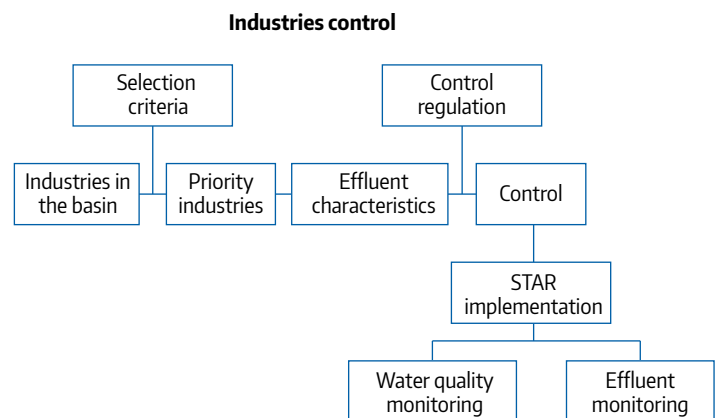 Industries control
Selection
criteria
Control
regulation
Industries in
the basin
Priority
industries
Effluent
characteristics
Control
STAR
implementation
Water quality
monitoring
Effluent
monitoring